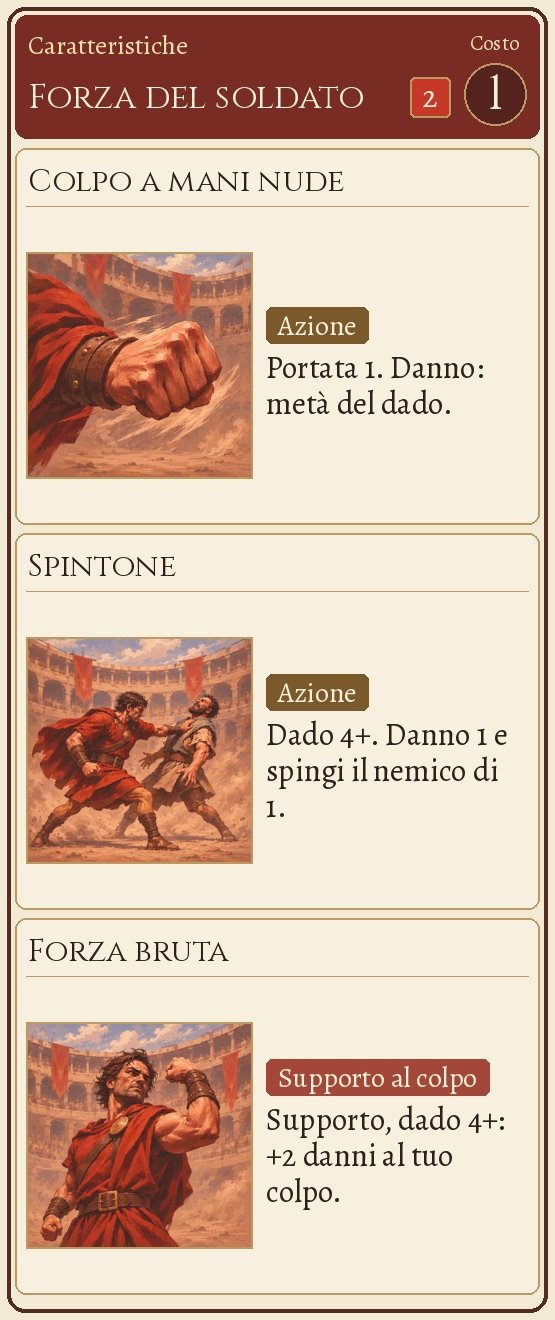 Caratteristiche
Costo
Forza del soldato
2
1
Colpo a mani nude
Azione
Portata 1. Danno:
metà del dado.
Spintone
Azione
Dado 4+. Danno 1 e
spingi il nemico di
1.
Forza bruta
Supporto al colpo
Supporto, dado 4+:
+2 danni al tuo
colpo.